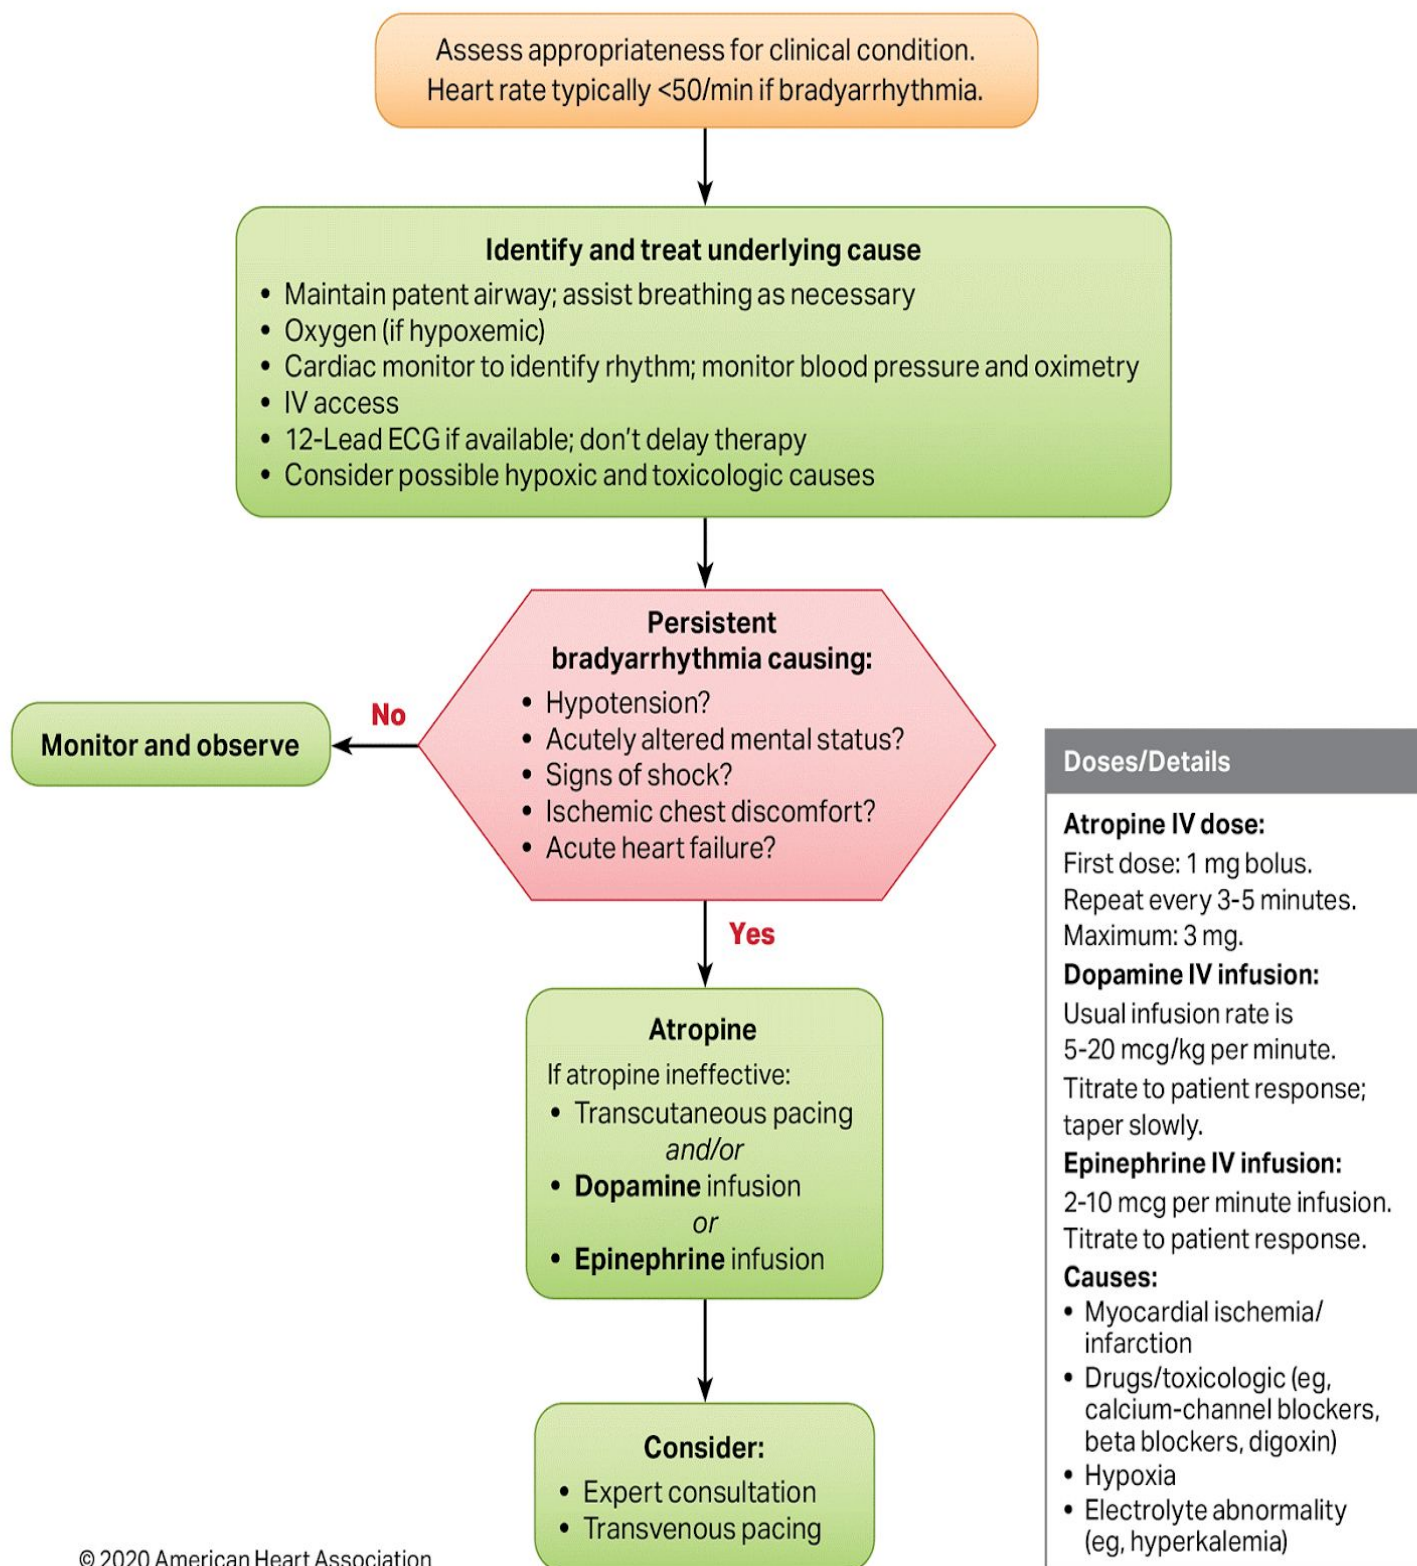 Assess appropriateness for clinical condition.
Heart rate typically <50/min if bradyarrhythmia.
Identify and treat underlying cause
• Maintain patent airway; assist breathing as necessary
• Oxygen (if hypoxemic)
• Cardiac monitor to identify rhythm; monitor blood pressure and oximetry
• IV access
• 12-Lead ECG if available; don't delay therapy
• Consider possible hypoxic and toxicologic causes
Persistent
bradyarrhythmia causing:
• Hypotension?
• Acutely altered mental status?
• Signs of shock?
• Ischemic chest discomfort?
• Acute heart failure?
No
Monitor and observe
Yes
Atropine
If atropine ineffective:
• Transcutaneous pacing
and/or
• Dopamine infusion
or
• Epinephrine infusion
Consider:
• Expert consultation
• Transvenous pacing
Doses/Details
Atropine IV dose:
First dose: 1 mg bolus.
Repeat every 3-5 minutes.
Maximum: 3 mg.
Dopamine IV infusion:
Usual infusion rate is
5-20 mcg/kg per minute.
Titrate to patient response;
taper slowly.
Epinephrine IV infusion:
2-10 mcg per minute infusion.
Titrate to patient response.
Causes:
• Myocardial ischemia/
infarction
• Drugs/toxicologic (eg,
calcium-channel blockers,
beta blockers, digoxin)
• Hypoxia
• Electrolyte abnormality
(eg, hyperkalemia)
© 2020 American Heart Association